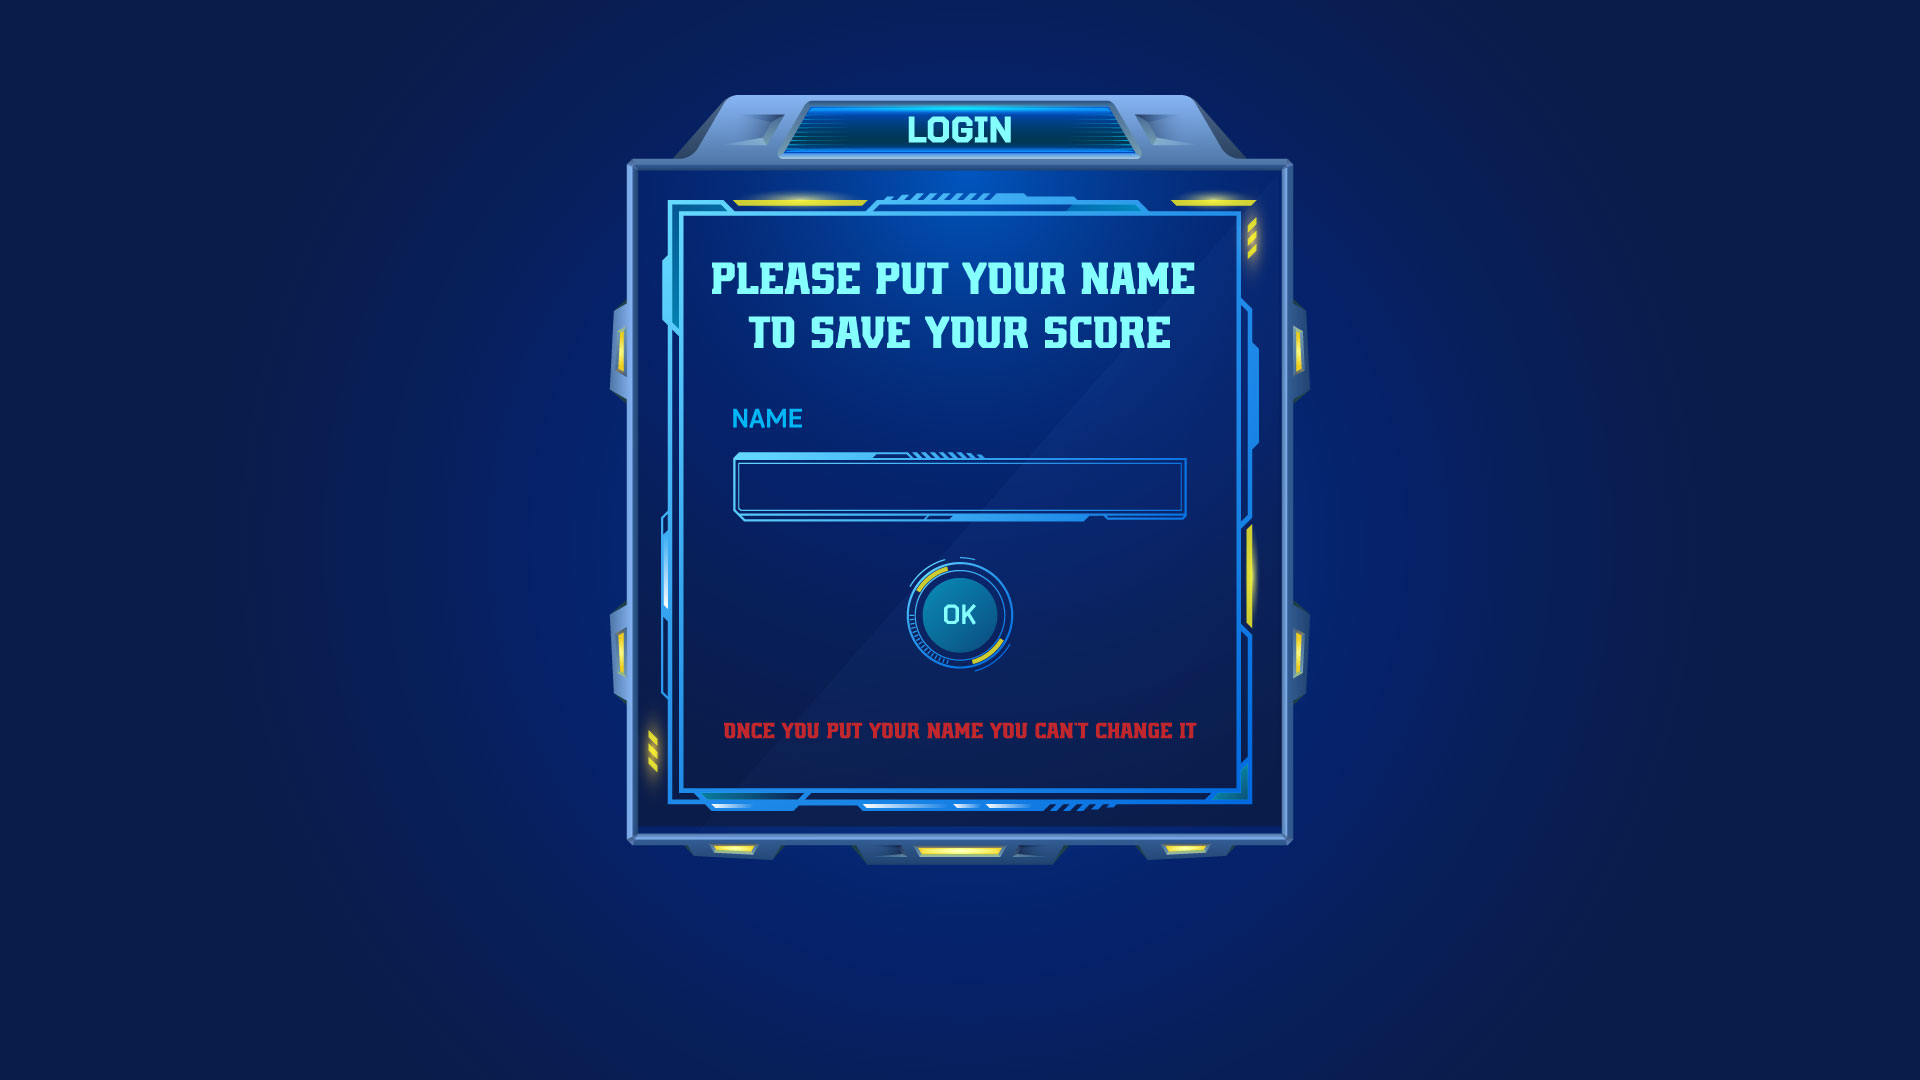 LOGIN
PLEASE PUT YOUR NAME
TO SAVE YOUR SCORE
NAME
OK
ONCE YOU PUT YOUR NAME YOU CAN'T CHANGE IT